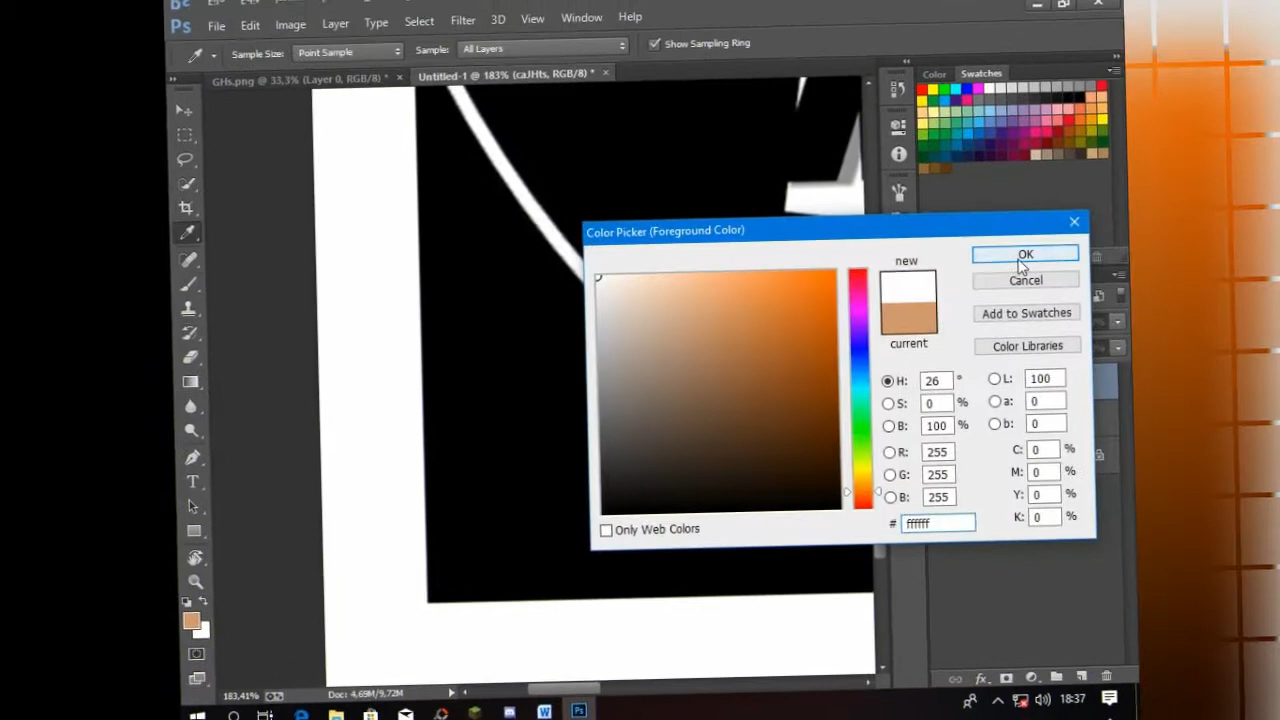 Ps File Edit Image Layer Type Select Filter 3D View Window Help
Sample Size: Point Sample Sample: All Layers Show Sampling Ring
GHs.png @ 33,3% (Layer 0, RGB/8) * × Untitled-1 @ 183% (caJHts, RGB/8) * ×
Color Swatches
Color Picker (Foreground Color)
new
OK
Cancel
Add to Swatches
current
Color Libraries
H: 26 °
L: 100
S: 0 %
a: 0
B: 100 %
b: 0
R: 255
C: 0 %
G: 255
M: 0 %
B: 255
Y: 0 %
# ffffff
K: 0 %
Only Web Colors
T
183,41% Doc: 4,69M/9,72M
fx
W Ps 18:37